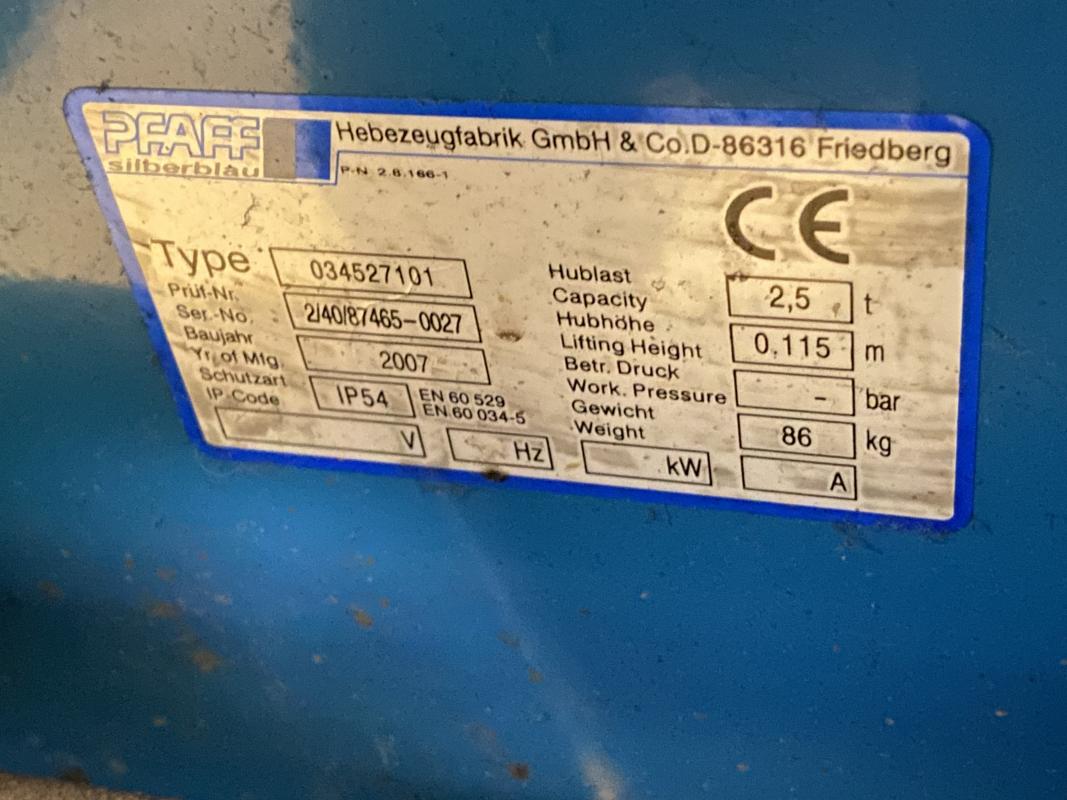 PFAFF
silberblau
Hebezeugfabrik GmbH & Co.D-86316 Friedberg
P-N 2.6.166-1
CE
Type 034527101
Prüf-Nr.
Ser.-No. 2/40/87465-0027
Baujahr
Yr. of Mfg. 2007
Schutzart
IP-Code IP54 EN 60 529
EN 60 034-5
V Hz kW A
Hublast
Capacity 2,5 t
Hubhöhe
Lifting Height 0,115 m
Betr. Druck
Work. Pressure - bar
Gewicht
Weight 86 kg